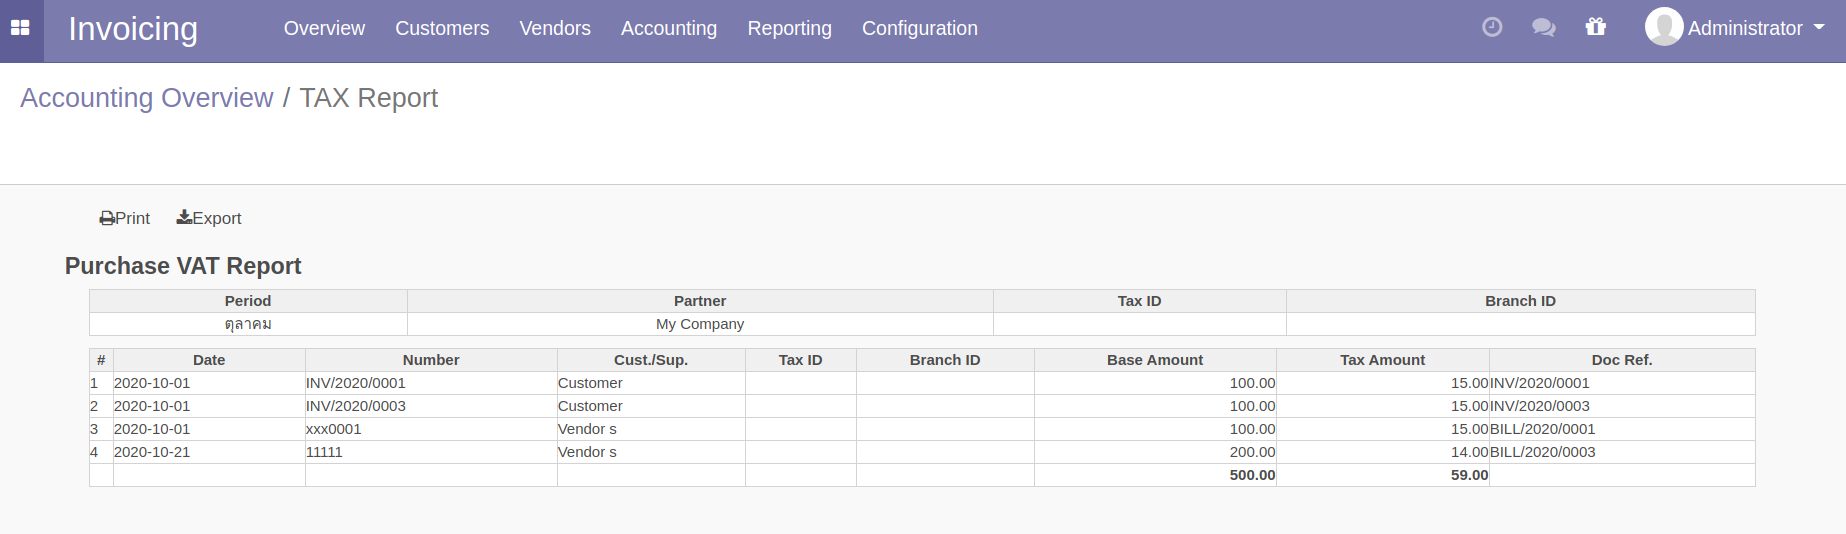 Invoicing Overview Customers Vendors Accounting Reporting Configuration Administrator
Accounting Overview / TAX Report
Print Export
Purchase VAT Report
Period Partner Tax ID Branch ID
ตุลาคม My Company
# Date Number Cust./Sup. Tax ID Branch ID Base Amount Tax Amount Doc Ref.
1 2020-10-01 INV/2020/0001 Customer 100.00 15.00 INV/2020/0001
2 2020-10-01 INV/2020/0003 Customer 100.00 15.00 INV/2020/0003
3 2020-10-01 xxx0001 Vendor s 100.00 15.00 BILL/2020/0001
4 2020-10-21 11111 Vendor s 200.00 14.00 BILL/2020/0003
500.00 59.00